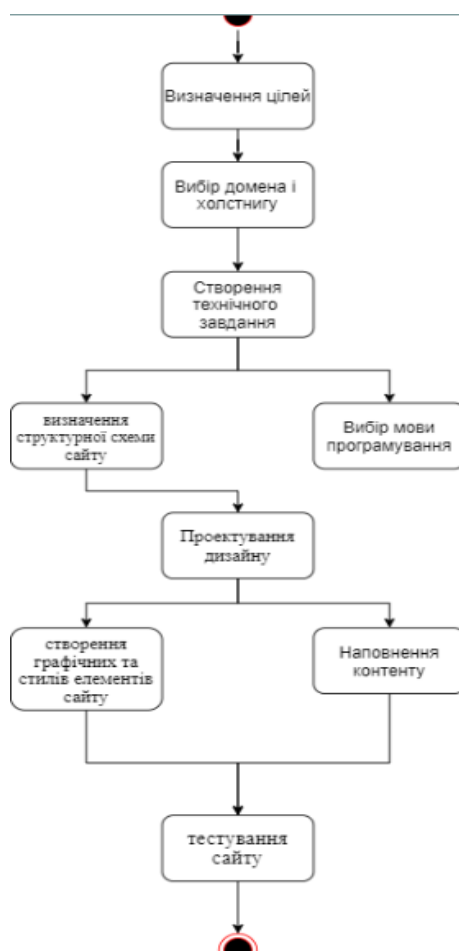 Визначення цілей
Вибір домена і
холстнигу
Створення
технічного
завдання
визначення
структурної схеми
сайту
Вибір мови
програмування
Проектування
дизайну
створення
графічних та
стилів елементів
сайту
Наповнення
контенту
тестування
сайту